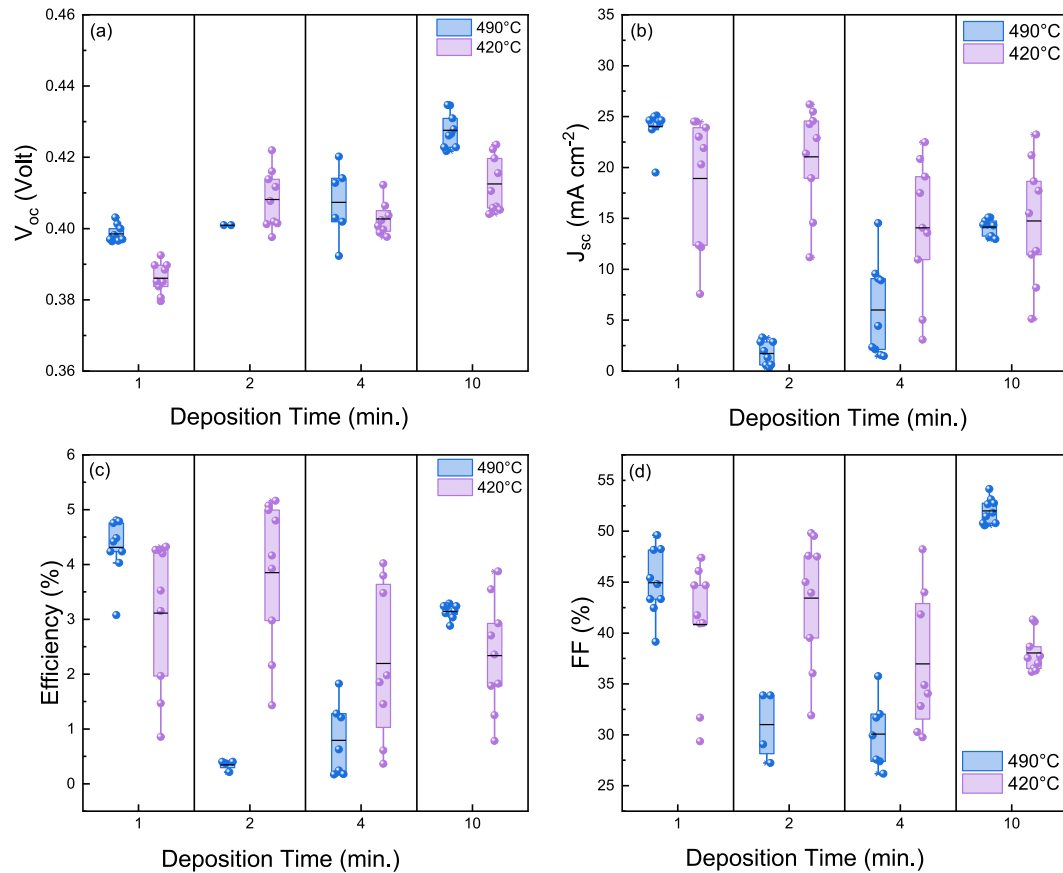 (a)
490°C
420°C
0.46
0.44
0.42
0.40
0.38
0.36
V_oc (Volt)
1 2 4 10
Deposition Time (min.)
(b)
490°C
420°C
35
30
25
20
15
10
5
0
J_sc (mA cm⁻²)
1 2 4 10
Deposition Time (min.)
(c)
490°C
420°C
6
5
4
3
2
1
0
Efficiency (%)
1 2 4 10
Deposition Time (min.)
(d)
55
50
45
40
35
30
25
FF (%)
490°C
420°C
1 2 4 10
Deposition Time (min.)